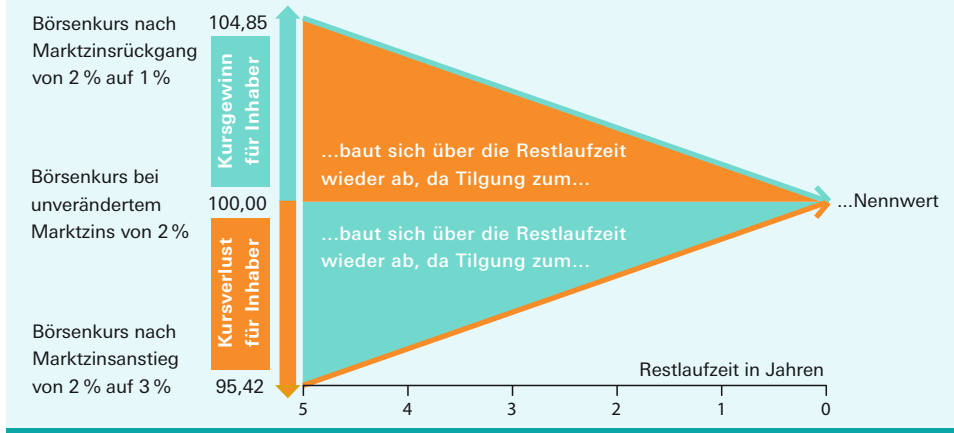 Börsenkurs nach
Marktzinsrückgang
von 2 % auf 1 %
104,85
Kursgewinn
für Inhaber
...baut sich über die Restlaufzeit
wieder ab, da Tilgung zum...
Börsenkurs bei
unverändertem
Marktzins von 2 %
100,00
...Nennwert
Kursverlust
für Inhaber
...baut sich über die Restlaufzeit
wieder ab, da Tilgung zum...
Börsenkurs nach
Marktzinsanstieg
von 2 % auf 3 %
95,42
Restlaufzeit in Jahren
5 4 3 2 1 0